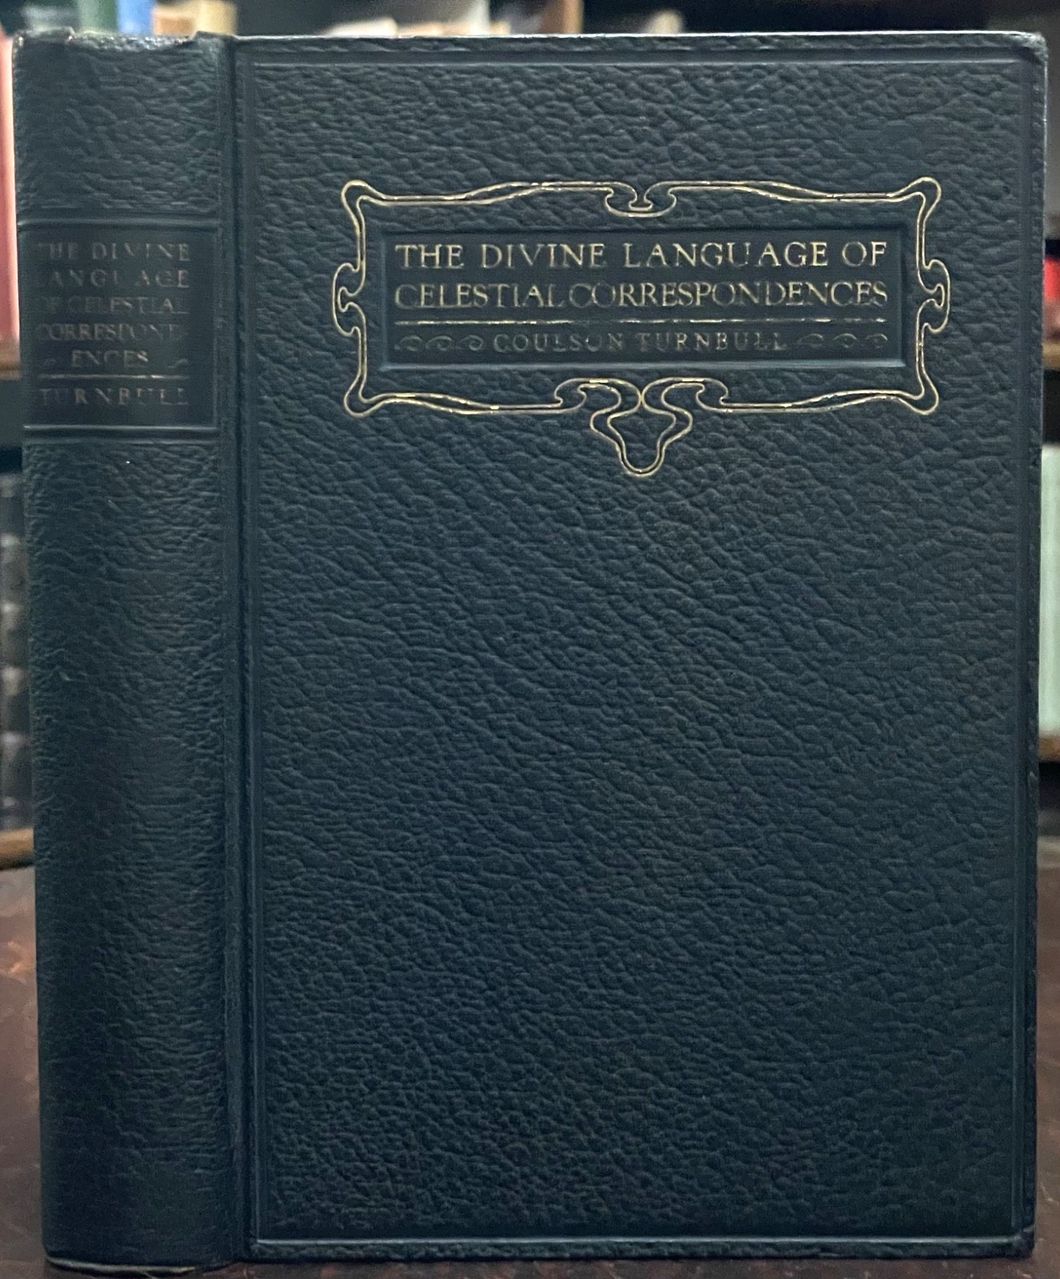 THE DIVINE
LANGUAGE
OF CELESTIAL
CORRESPOND-
ENCES
TURNBULL
THE DIVINE LANGUAGE OF
CELESTIAL CORRESPONDENCES
COULSON TURNBULL